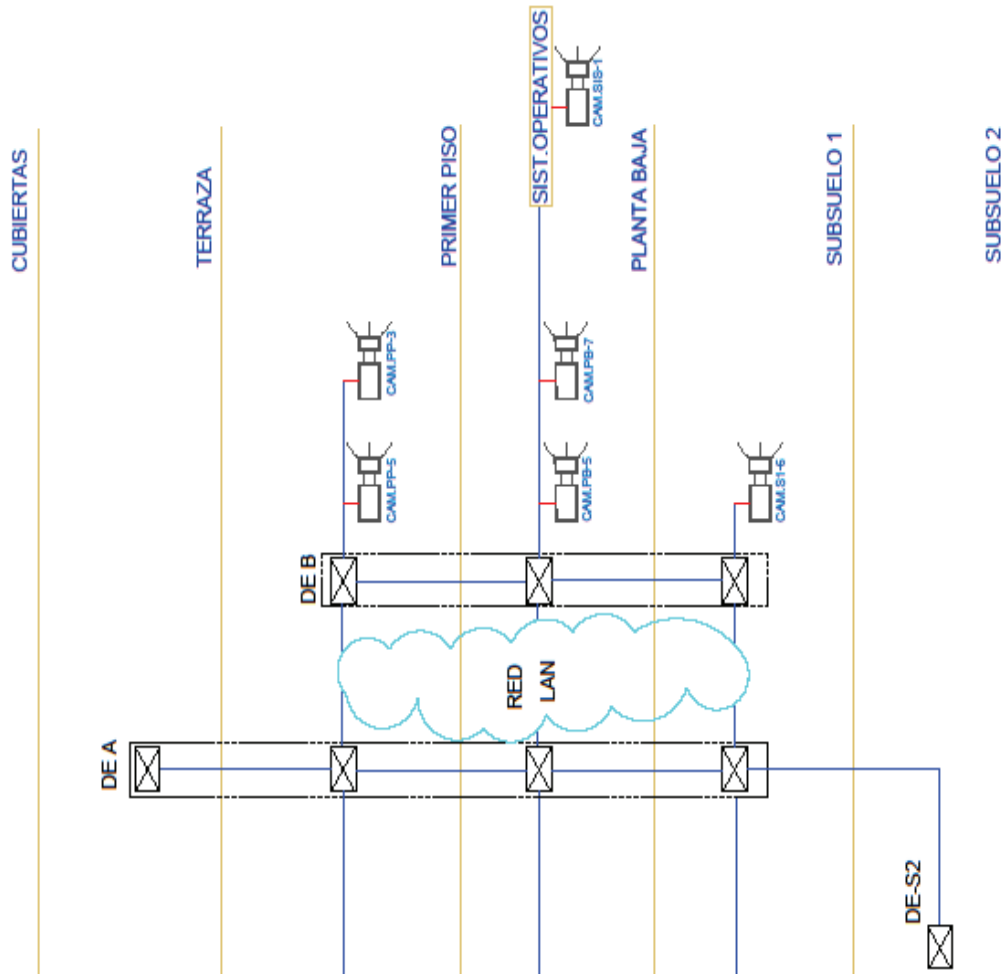 CUBIERTAS
TERRAZA
PRIMER PISO
SIST.OPERATIVOS
CAM.SIS-1
PLANTA BAJA
SUBSUELO 1
SUBSUELO 2
CAM.PP-5
CAM.PP-3
CAM.PB-5
CAM.PB-7
CAM.S1-6
DE B
RED
LAN
DE A
DE-S2